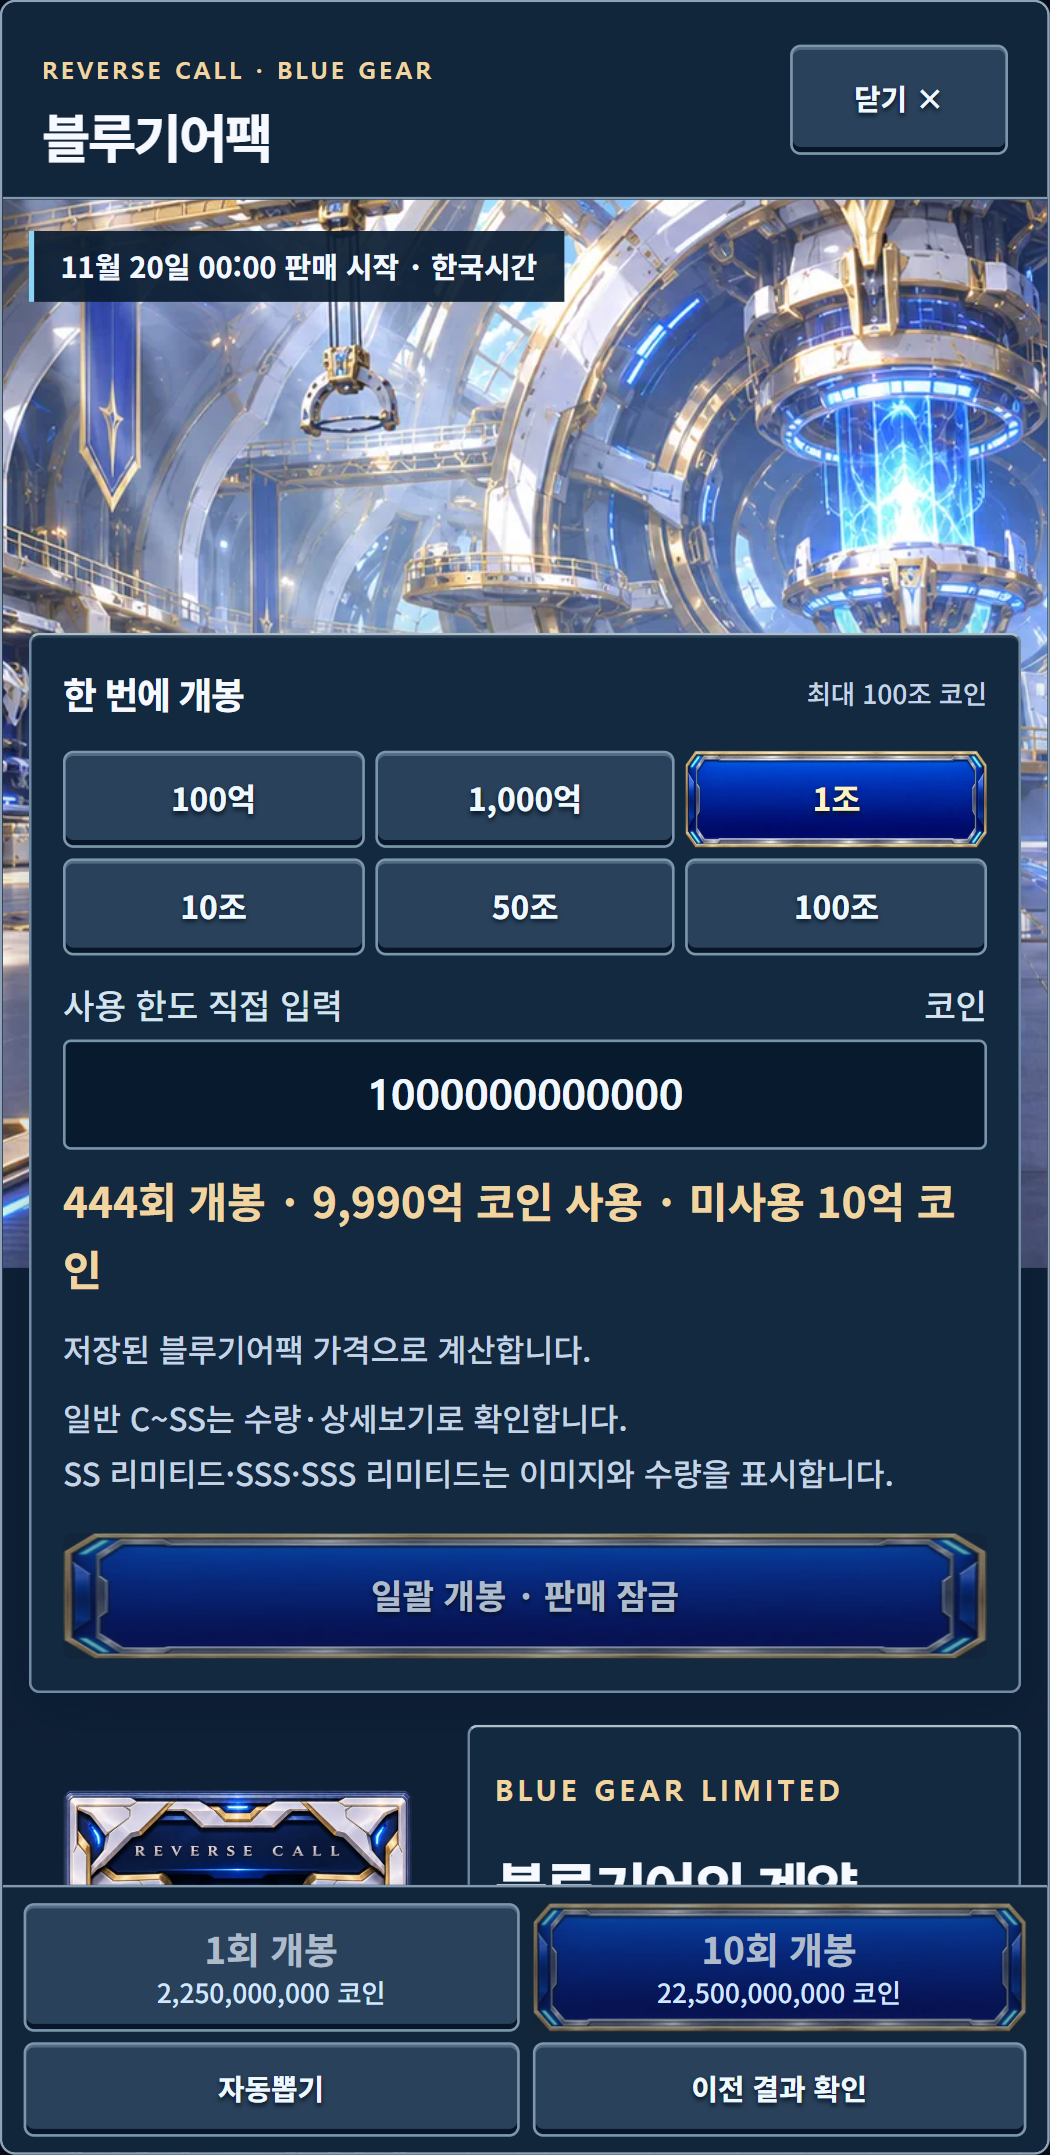 REVERSE CALL · BLUE GEAR
블루기어팩
닫기 ×
11월 20일 00:00 판매 시작 · 한국시간
한 번에 개봉
최대 100조 코인
100억
1,000억
1조
10조
50조
100조
사용 한도 직접 입력
코인
1000000000000
444회 개봉 · 9,990억 코인 사용 · 미사용 10억 코
인
저장된 블루기어팩 가격으로 계산합니다.
일반 C~SS는 수량·상세보기로 확인합니다.
SS 리미티드·SSS·SSS 리미티드는 이미지와 수량을 표시합니다.
일괄 개봉 · 판매 잠금
BLUE GEAR LIMITED
REVERSE CALL
블루기어의 계약
1회 개봉
2,250,000,000 코인
10회 개봉
22,500,000,000 코인
자동뽑기
이전 결과 확인